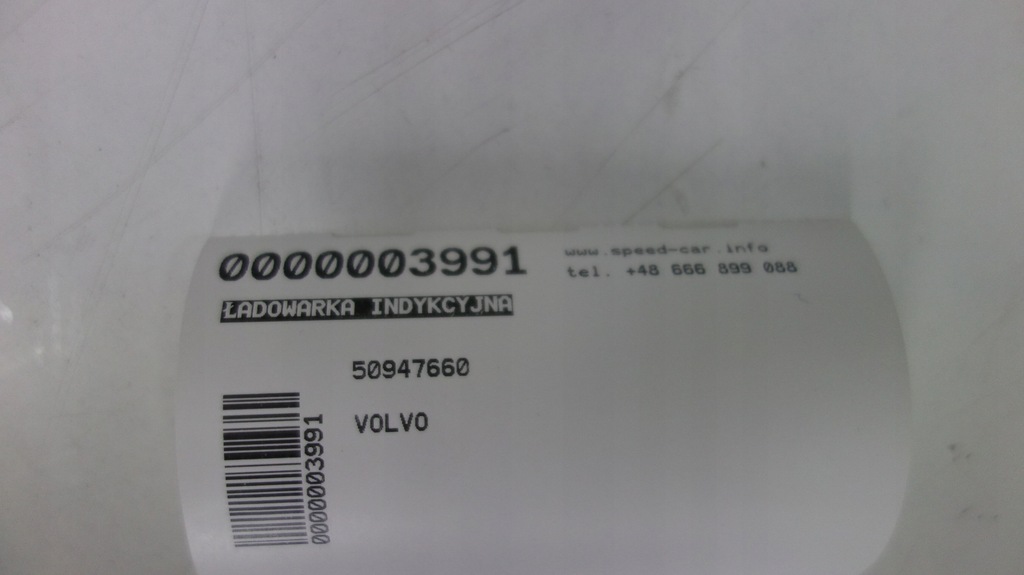 0000003991
www.speed-car.info
tel. +48 666 899 088
ŁADOWARKA INDYKCYJNA
50947660
VOLVO
0000003991